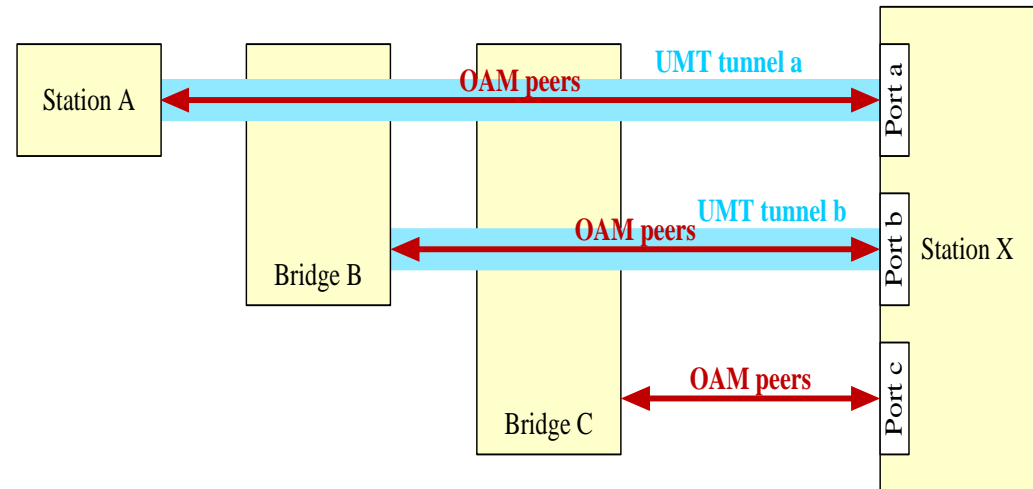 UMT tunnel a
OAM peers
Station A
Port a
UMT tunnel b
OAM peers
Port b
Station X
Bridge B
OAM peers
Port c
Bridge C